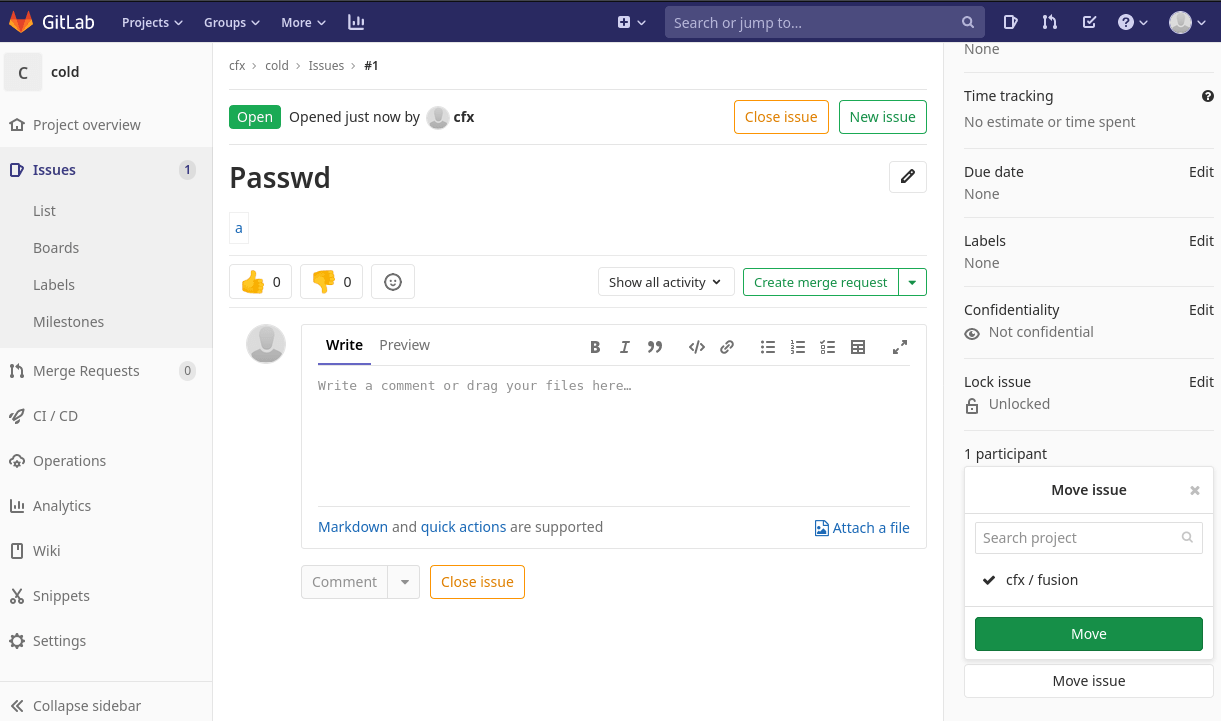 GitLab Projects Groups More Search or jump to...
C cold
Project overview
Issues 1
List
Boards
Labels
Milestones
Merge Requests 0
CI / CD
Operations
Analytics
Wiki
Snippets
Settings
Collapse sidebar
cfx > cold > Issues > #1
Open Opened just now by cfx Close issue New issue
Passwd
a
0 0 Show all activity Create merge request
Write Preview
Write a comment or drag your files here…
Markdown and quick actions are supported Attach a file
Comment Close issue
None
Time tracking
No estimate or time spent
Due date Edit
None
Labels Edit
None
Confidentiality Edit
Not confidential
Lock issue Edit
Unlocked
1 participant
Move issue
Search project
cfx / fusion
Move
Move issue